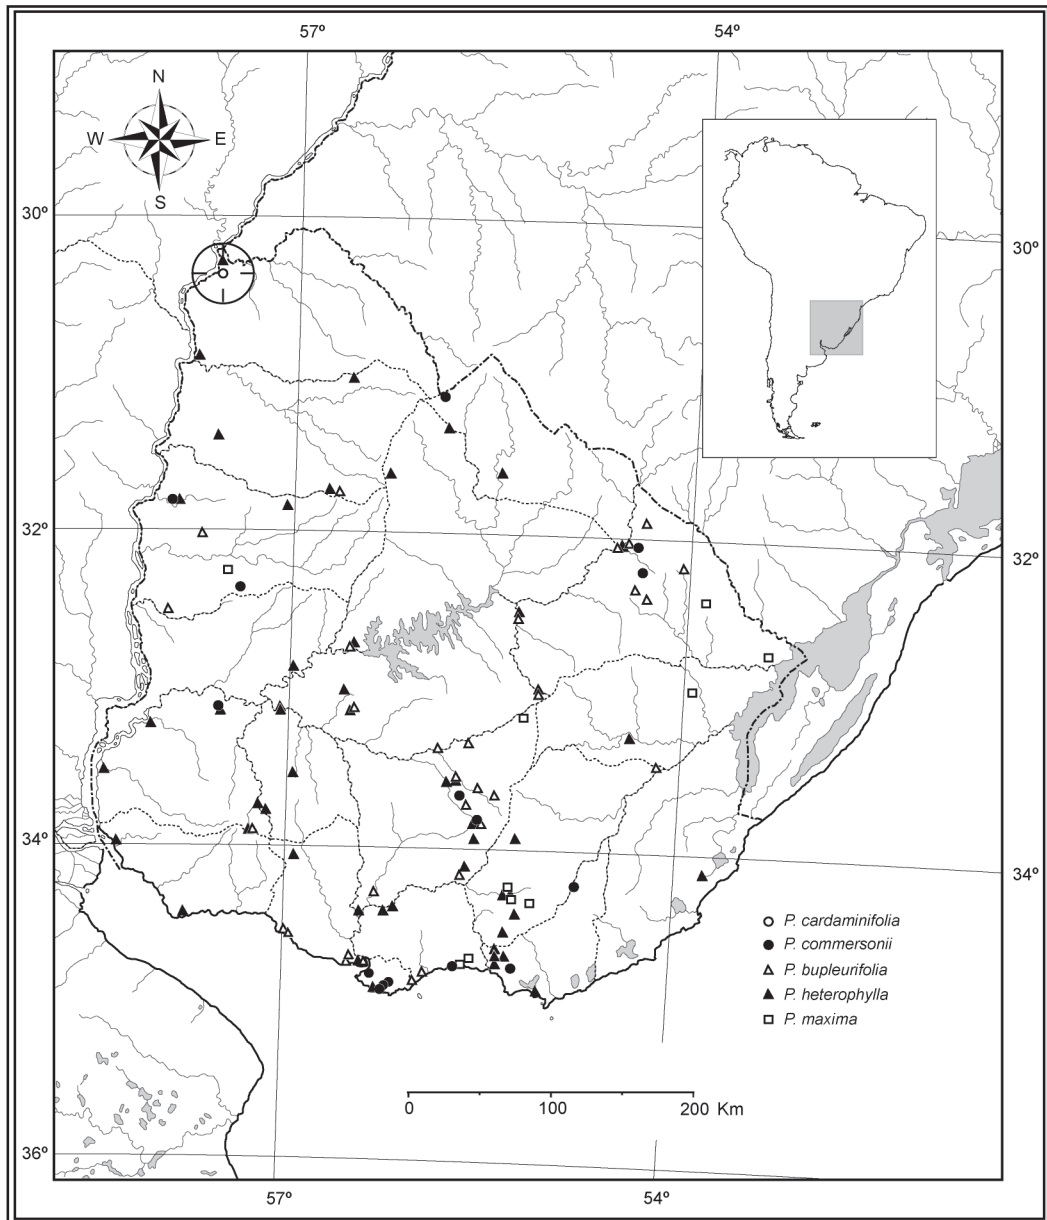 57º 54º
N
W E
S
30º 30º
32º 32º
34º 34º
P. cardaminifolia
P. commersonii
P. bupleurifolia
P. heterophylla
P. maxima
0 100 200 Km
36º
57º 54º